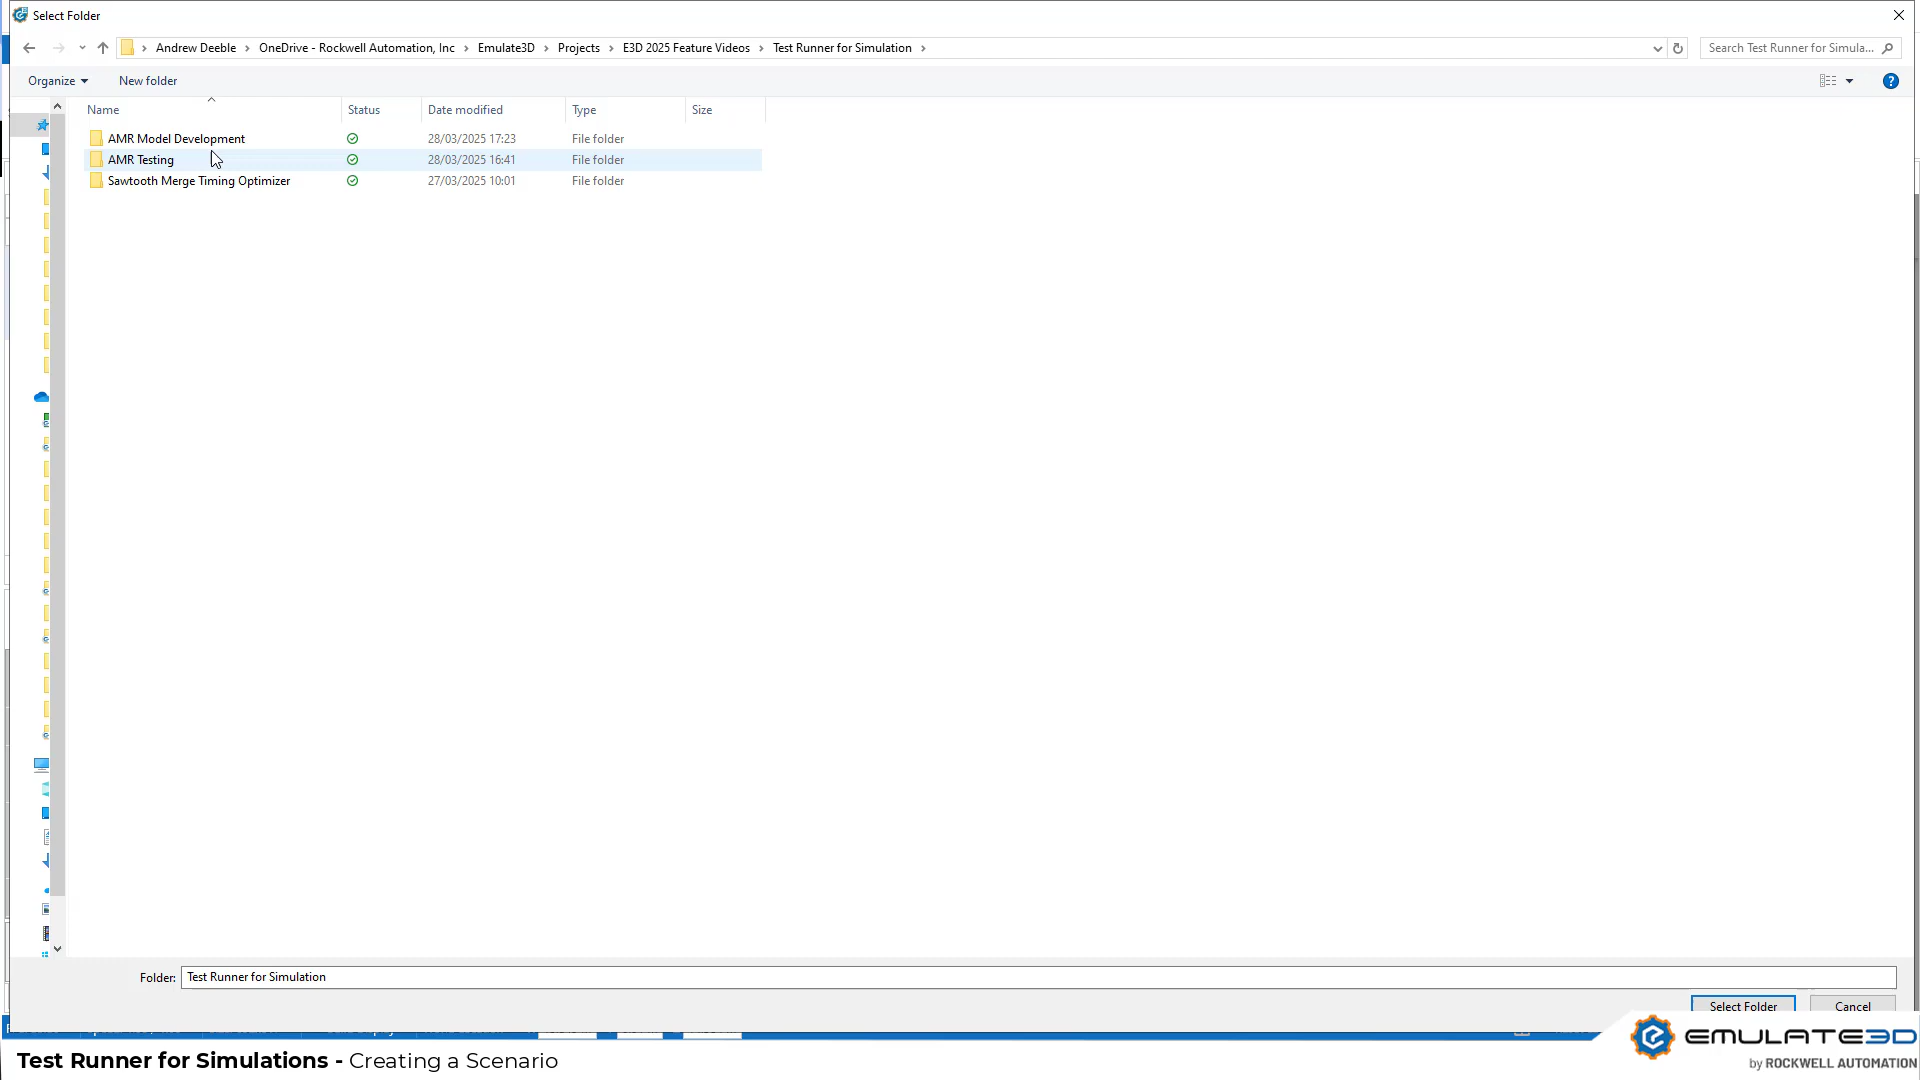 Select Folder
Andrew Deeble > OneDrive - Rockwell Automation, Inc > Emulate3D > Projects > E3D 2025 Feature Videos > Test Runner for Simulation >
Search Test Runner for Simula...
Organize
New folder
Name Status Date modified Type Size
AMR Model Development 28/03/2025 17:23 File folder
AMR Testing 28/03/2025 16:41 File folder
Sawtooth Merge Timing Optimizer 27/03/2025 10:01 File folder
Folder: Test Runner for Simulation
Select Folder Cancel
EMULATE3D
by ROCKWELL AUTOMATION
Test Runner for Simulations - Creating a Scenario